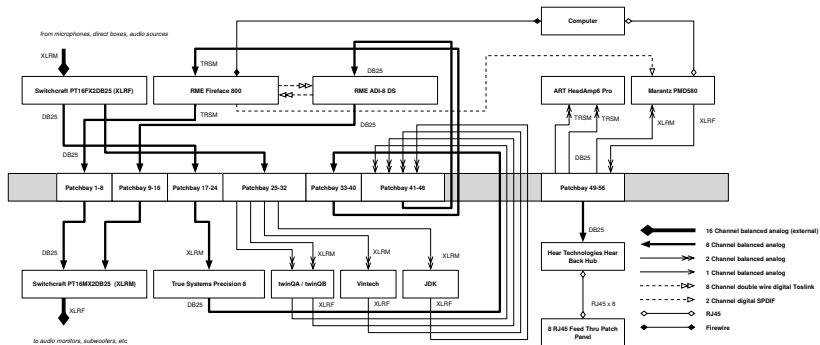 Computer
from microphones, direct boxes, audio sources
XLRM
TRSM
DB25
Switchcraft PT16FX2DB25 (XLRF)
RME Fireface 800
RME ADI-8 DS
ART HeadAmp6 Pro
Marantz PMD580
DB25
TRSM
DB25
TRSM
TRSM
XLRM
XLRF
DB25
DB25
Patchbay 1-8
Patchbay 9-16
Patchbay 17-24
Patchbay 25-32
Patchbay 33-40
Patchbay 41-48
Patchbay 49-56
DB25
16 Channel balanced analog (external)
8 Channel balanced analog
DB25
XLRM
XLRM
XLRM
XLRM
Hear Technologies Hear
Back Hub
2 Channel balanced analog
1 Channel balanced analog
Switchcraft PT16MX2DB25 (XLRM)
True Systems Precision 8
twinQA / twinQB
Vintech
JDK
8 Channel double wire digital Toslink
2 Channel digital SPDIF
XLRF
DB25
XLRF
XLRF
XLRF
RJ45 x 8
RJ45
Firewire
8 RJ45 Feed Thru Patch
Panel
to audio monitors, subwoofers, etc